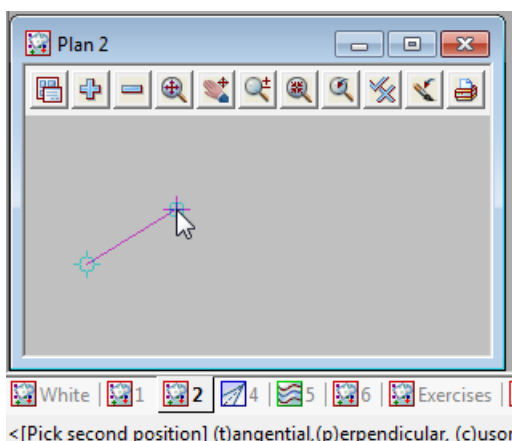 Plan 2
White 1 2 4 5 6 Exercises
<[Pick second position] (t)angential,(p)erpendicular, (c)usor